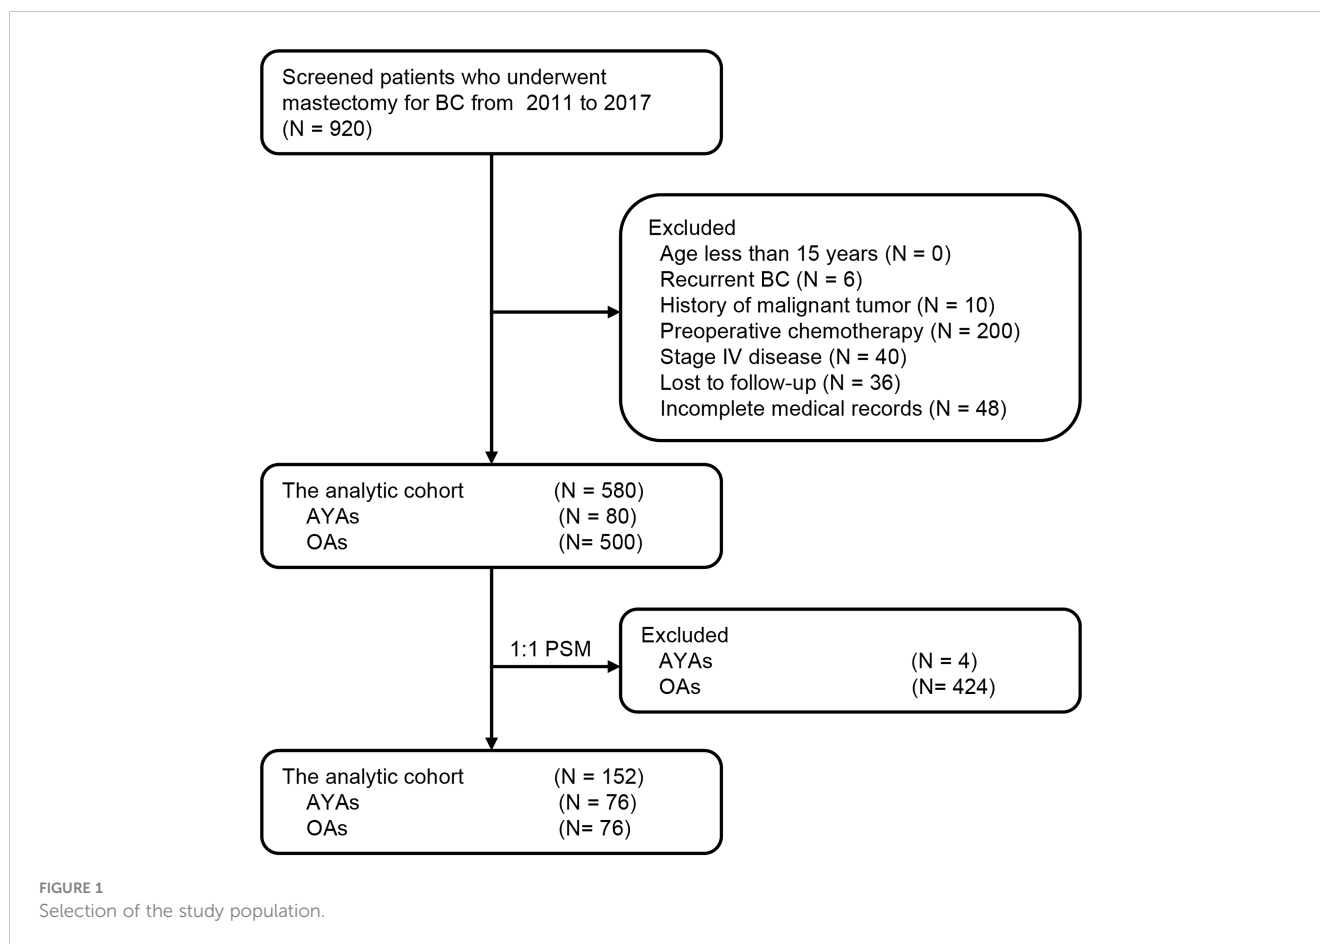 Screened patients who underwent
mastectomy for BC from  2011 to 2017
(N = 920)
Excluded
Age less than 15 years (N = 0)
Recurrent BC (N = 6)
History of malignant tumor (N = 10)
Preoperative chemotherapy (N = 200)
Stage IV disease (N = 40)
Lost to follow-up (N = 36)
Incomplete medical records (N = 48)
The analytic cohort (N = 580)
AYAs (N = 80)
OAs (N= 500)
1:1 PSM
Excluded
AYAs (N = 4)
OAs (N= 424)
The analytic cohort (N = 152)
AYAs (N = 76)
OAs (N= 76)
FIGURE 1
Selection of the study population.